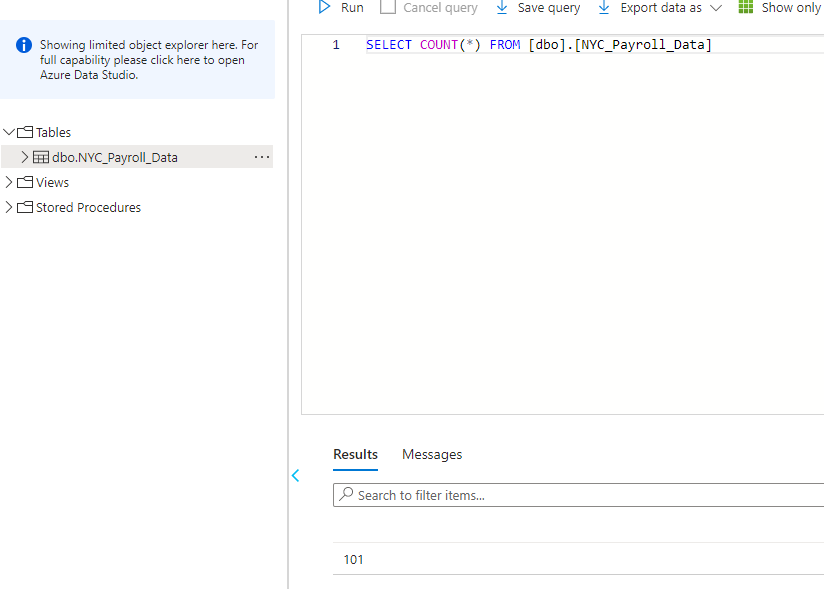 Run Cancel query Save query Export data as Show only
Showing limited object explorer here. For
full capability please click here to open
Azure Data Studio.
Tables
dbo.NYC_Payroll_Data ...
Views
Stored Procedures
1 SELECT COUNT(*) FROM [dbo].[NYC_Payroll_Data]
Results Messages
Search to filter items...
101